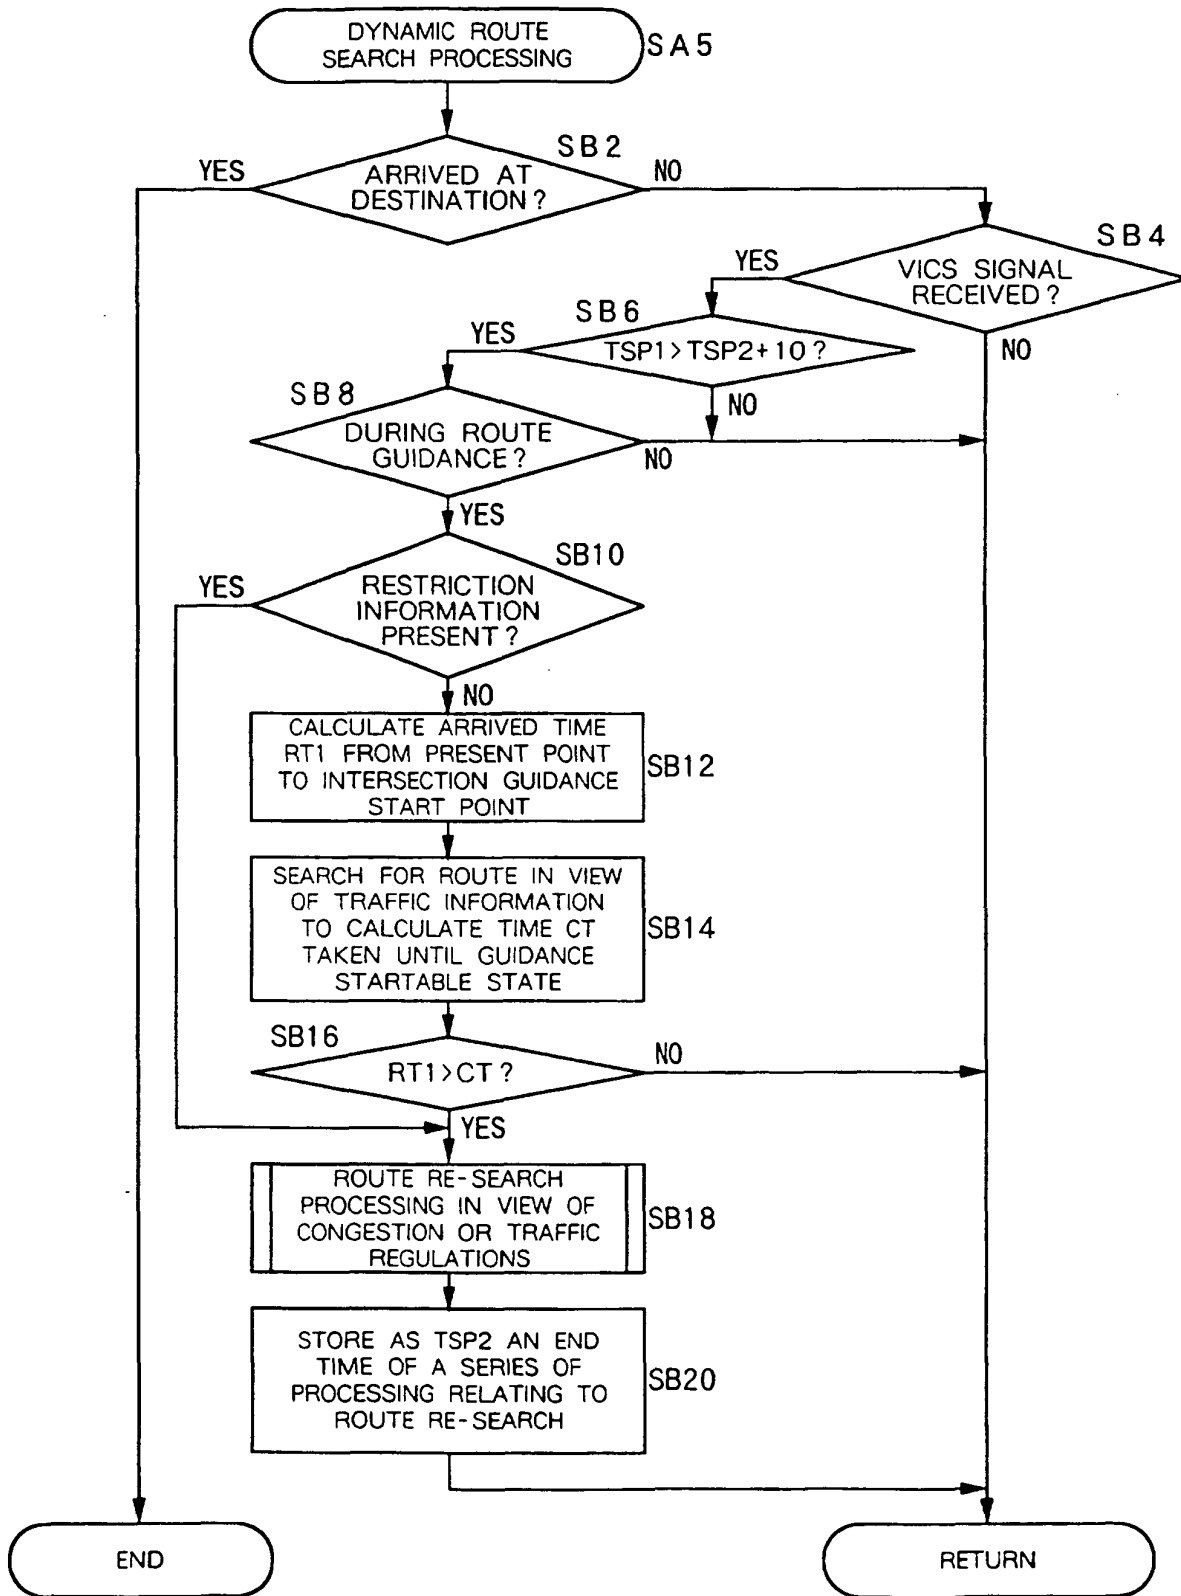 DYNAMIC ROUTE
SEARCH PROCESSING
SA5
SB2
YES
ARRIVED AT
DESTINATION?
NO
SB4
YES
VICS SIGNAL
RECEIVED?
NO
SB6
YES
TSP1>TSP2+10?
NO
SB8
DURING ROUTE
GUIDANCE?
NO
YES
SB10
YES
RESTRICTION
INFORMATION
PRESENT?
NO
CALCULATE ARRIVED TIME
RT1 FROM PRESENT POINT
TO INTERSECTION GUIDANCE
START POINT
SB12
SEARCH FOR ROUTE IN VIEW
OF TRAFFIC INFORMATION
TO CALCULATE TIME CT
TAKEN UNTIL GUIDANCE
STARTABLE STATE
SB14
SB16
RT1>CT?
NO
YES
ROUTE RE-SEARCH
PROCESSING IN VIEW OF
CONGESTION OR TRAFFIC
REGULATIONS
SB18
STORE AS TSP2 AN END
TIME OF A SERIES OF
PROCESSING RELATING TO
ROUTE RE-SEARCH
SB20
END
RETURN